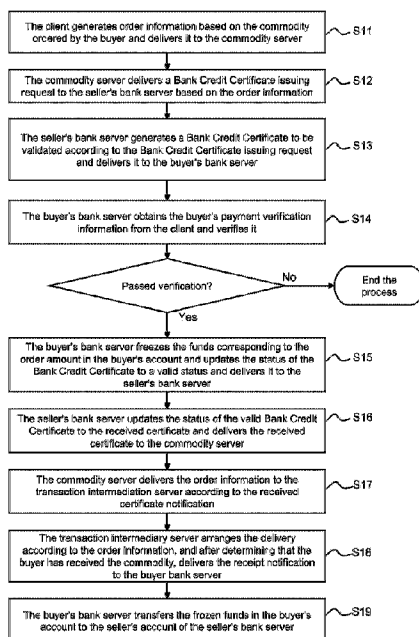 The client generates order information based on the commodity
ordered by the buyer and delivers it to the commodity server
S11
The commodity server delivers a Bank Credit Certificate issuing
request to the seller's bank server based on the order information
S12
The seller's bank server generates a Bank Credit Certificate to be
validated according to the Bank Credit Certificate issuing request
and delivers it to the buyer's bank server
S13
The buyer's bank server obtains the buyer's payment verification
information from the client and verifies it
S14
Passed verification?
No
End the
process
Yes
The buyer's bank server freezes the funds corresponding to the
order amount in the buyer's account and updates the status of the
Bank Credit Certificate to a valid status and delivers it to the
seller's bank server
S15
The seller's bank server updates the status of the valid Bank Credit
Certificate to the received certificate and delivers the received
certificate to the commodity server
S16
The commodity server delivers the order information to the
transaction intermediation server according to the received
certificate notification
S17
The transaction intermediary server arranges the delivery
according to the order information, and after determining that the
buyer has received the commodity, delivers the receipt notification
to the buyer bank server
S18
The buyer's bank server transfers the frozen funds in the buyer's
account to the seller's account of the seller's bank server
S19